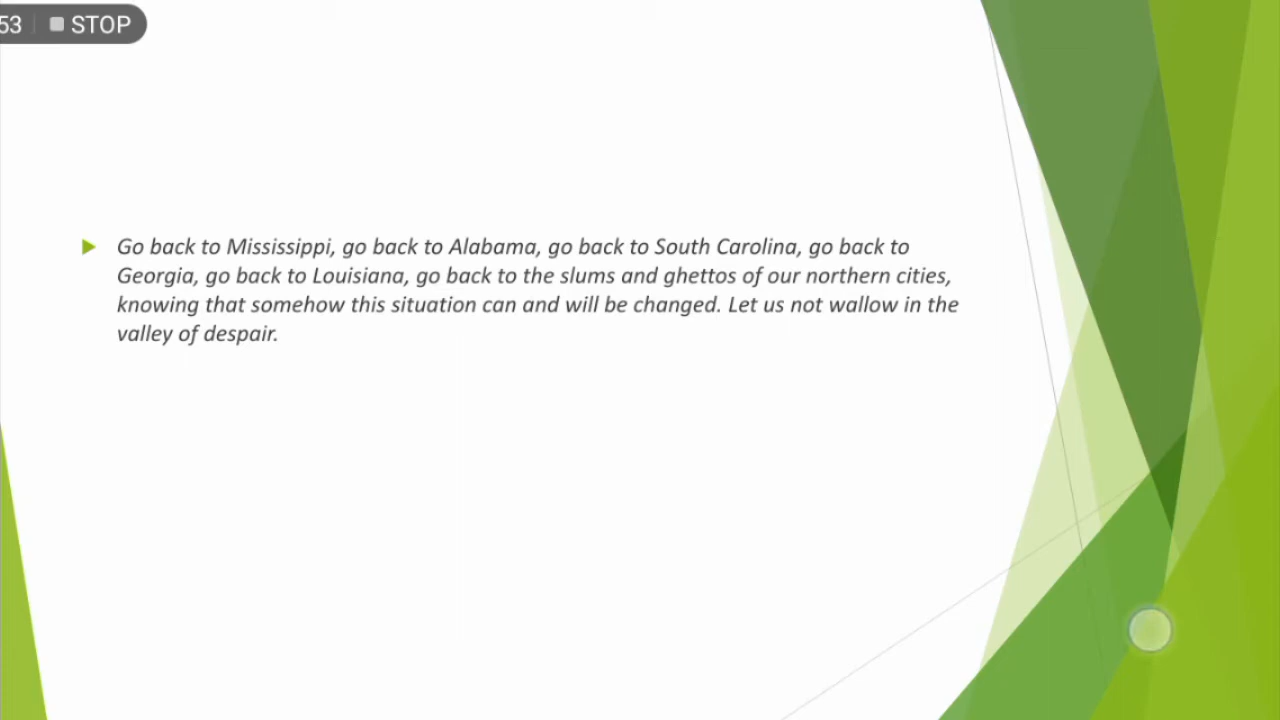 53 STOP
Go back to Mississippi, go back to Alabama, go back to South Carolina, go back to
Georgia, go back to Louisiana, go back to the slums and ghettos of our northern cities,
knowing that somehow this situation can and will be changed. Let us not wallow in the
valley of despair.